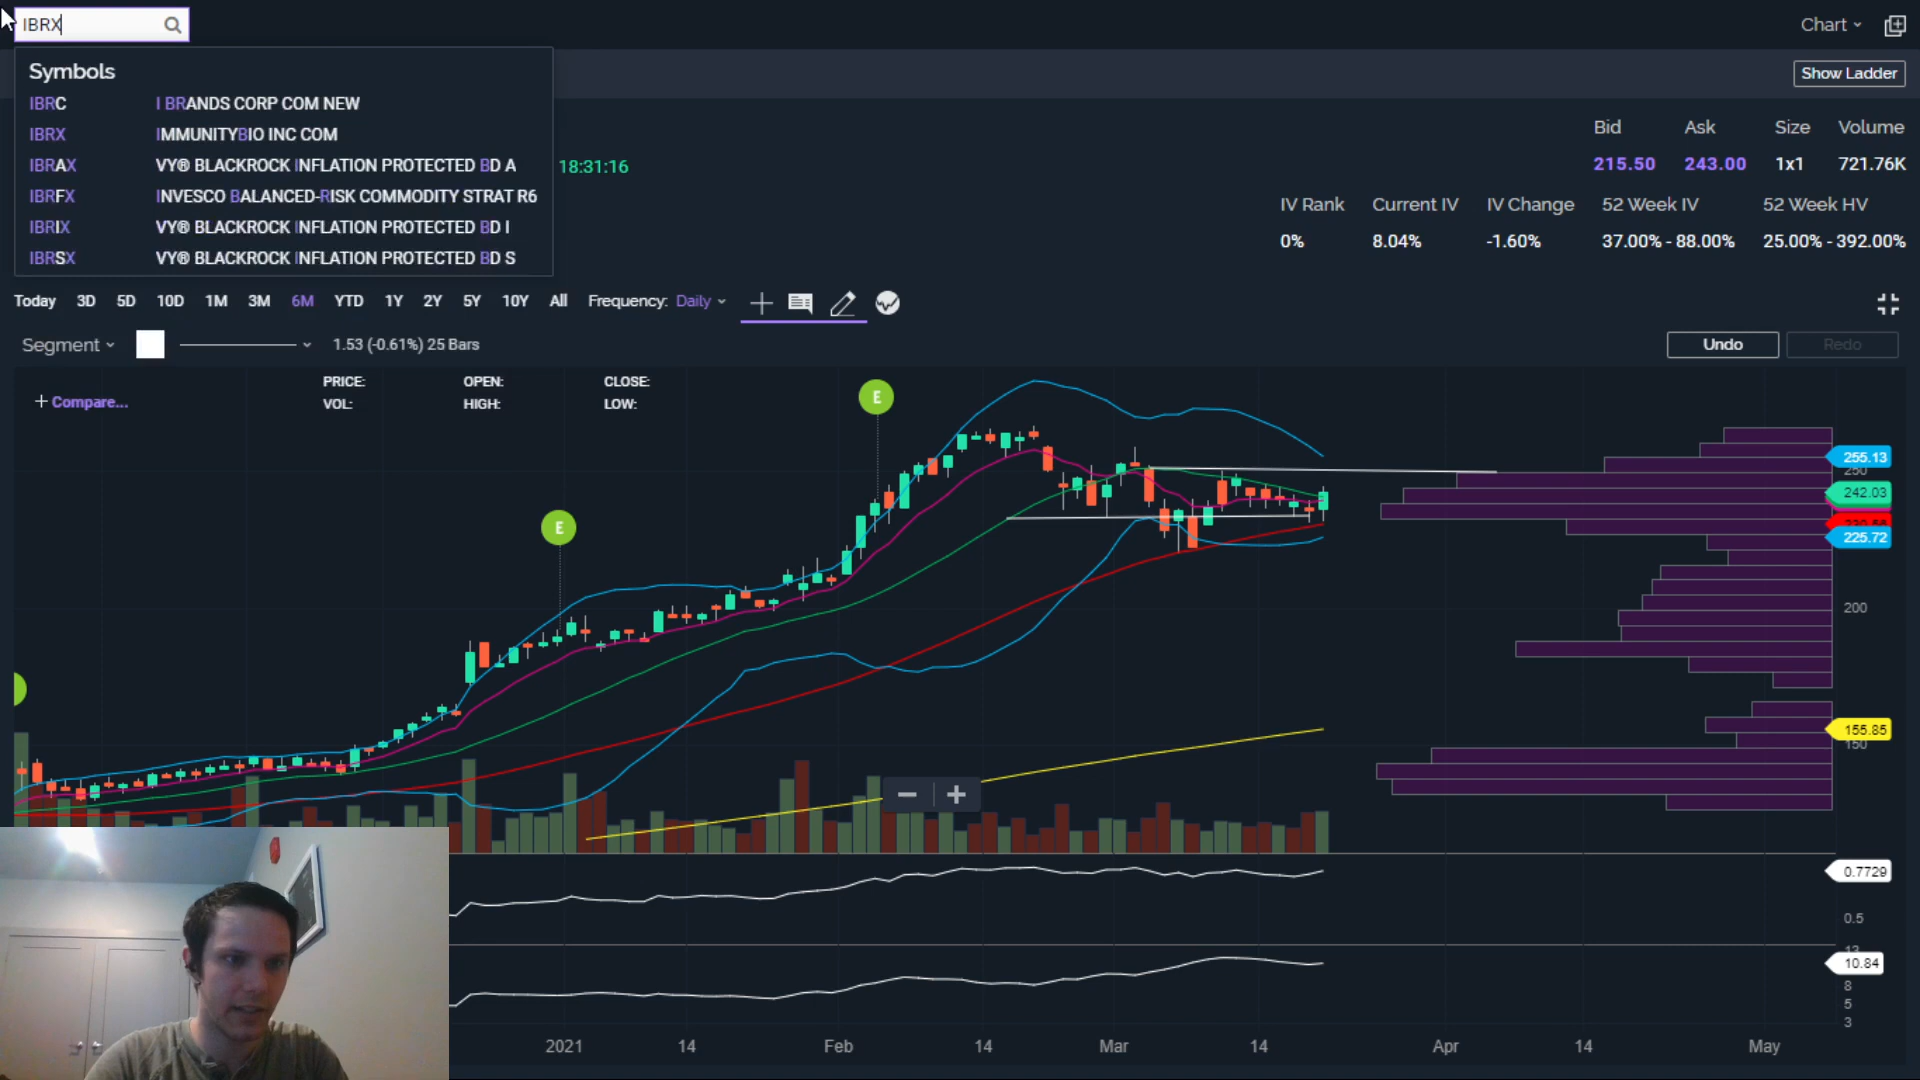 IBRX
Chart
Symbols
Show Ladder
IBRC I BRANDS CORP COM NEW
IBRX IMMUNITYBIO INC COM
IBRAX VY® BLACKROCK INFLATION PROTECTED BD A
IBRFX INVESCO BALANCED-RISK COMMODITY STRAT R6
IBRIX VY® BLACKROCK INFLATION PROTECTED BD I
IBRSX VY® BLACKROCK INFLATION PROTECTED BD S
18:31:16
Bid Ask Size Volume
215.50 243.00 1x1 721.76K
IV Rank Current IV IV Change 52 Week IV 52 Week HV
0% 8.04% -1.60% 37.00% - 88.00% 25.00% - 392.00%
Today 3D 5D 10D 1M 3M 6M YTD 1Y 2Y 5Y 10Y All Frequency: Daily
Segment 1.53 (-0.61%) 25 Bars
Undo Redo
+ Compare...
PRICE: OPEN: CLOSE:
VOL: HIGH: LOW:
E
E
255.13
250
242.03
225.72
200
155.85
150
0.7729
0.5
10.84
8
5
3
2021 14 Feb 14 Mar 14 Apr 14 May